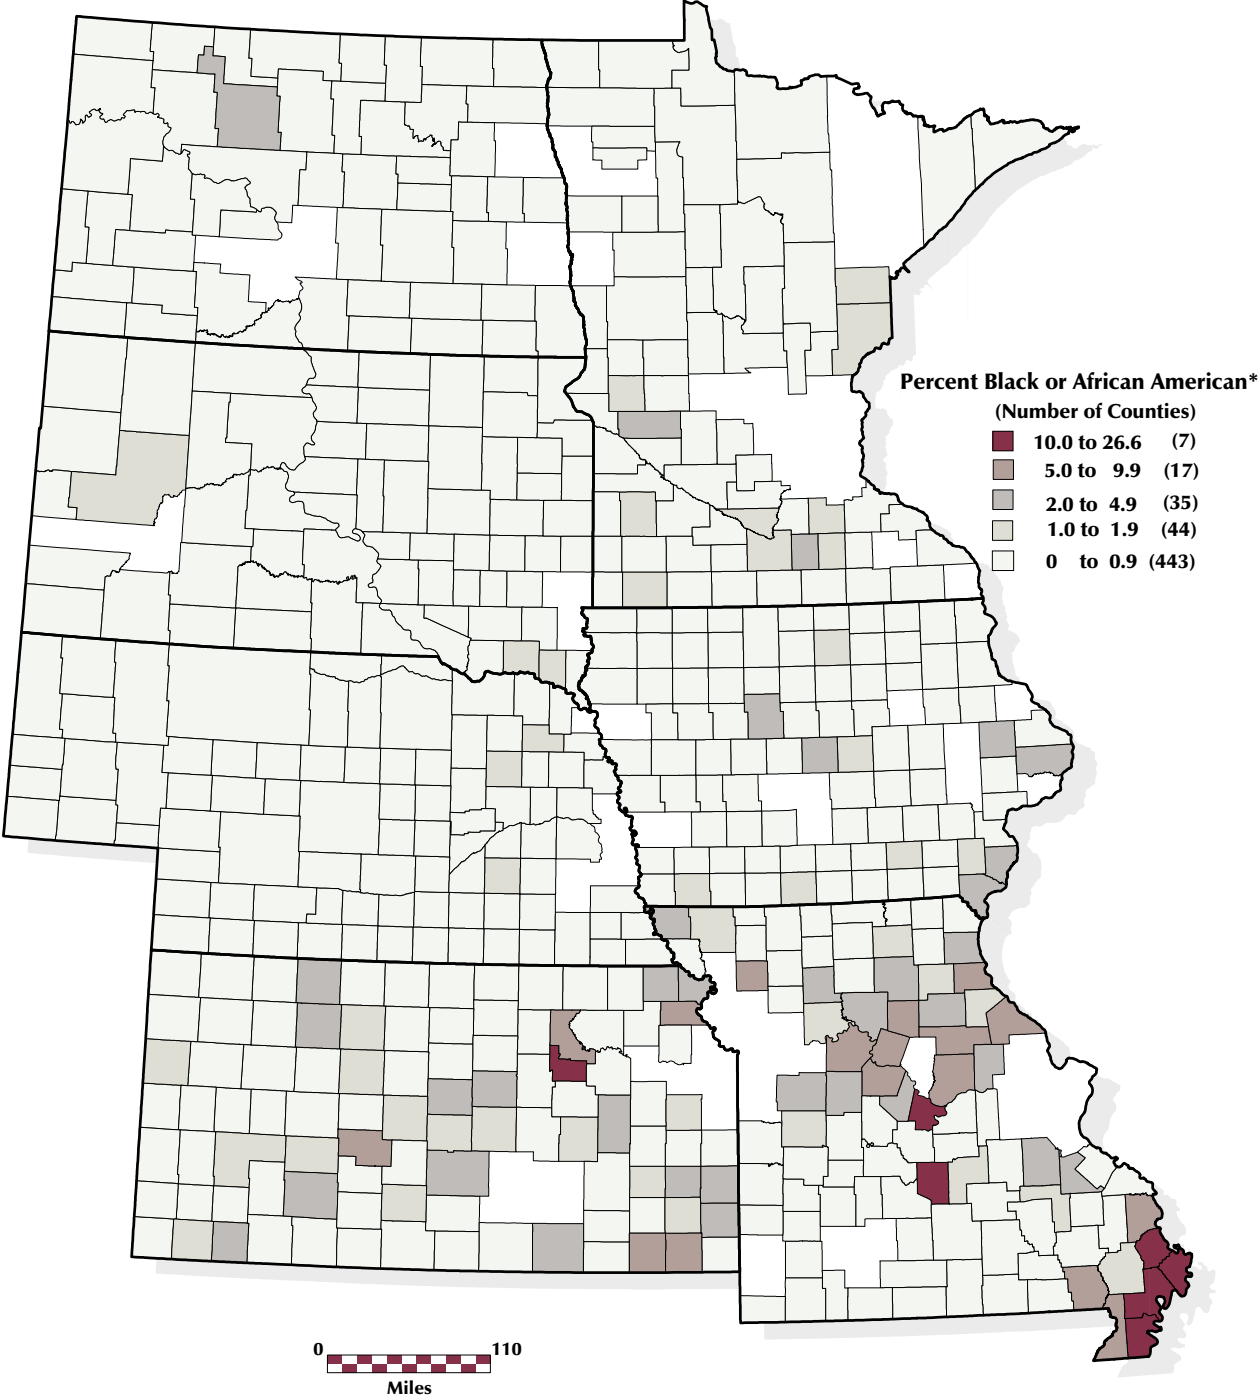 Percent Black or African American*
(Number of Counties)
10.0 to 26.6 (7)
5.0 to 9.9 (17)
2.0 to 4.9 (35)
1.0 to 1.9 (44)
0 to 0.9 (443)
0 110
Miles